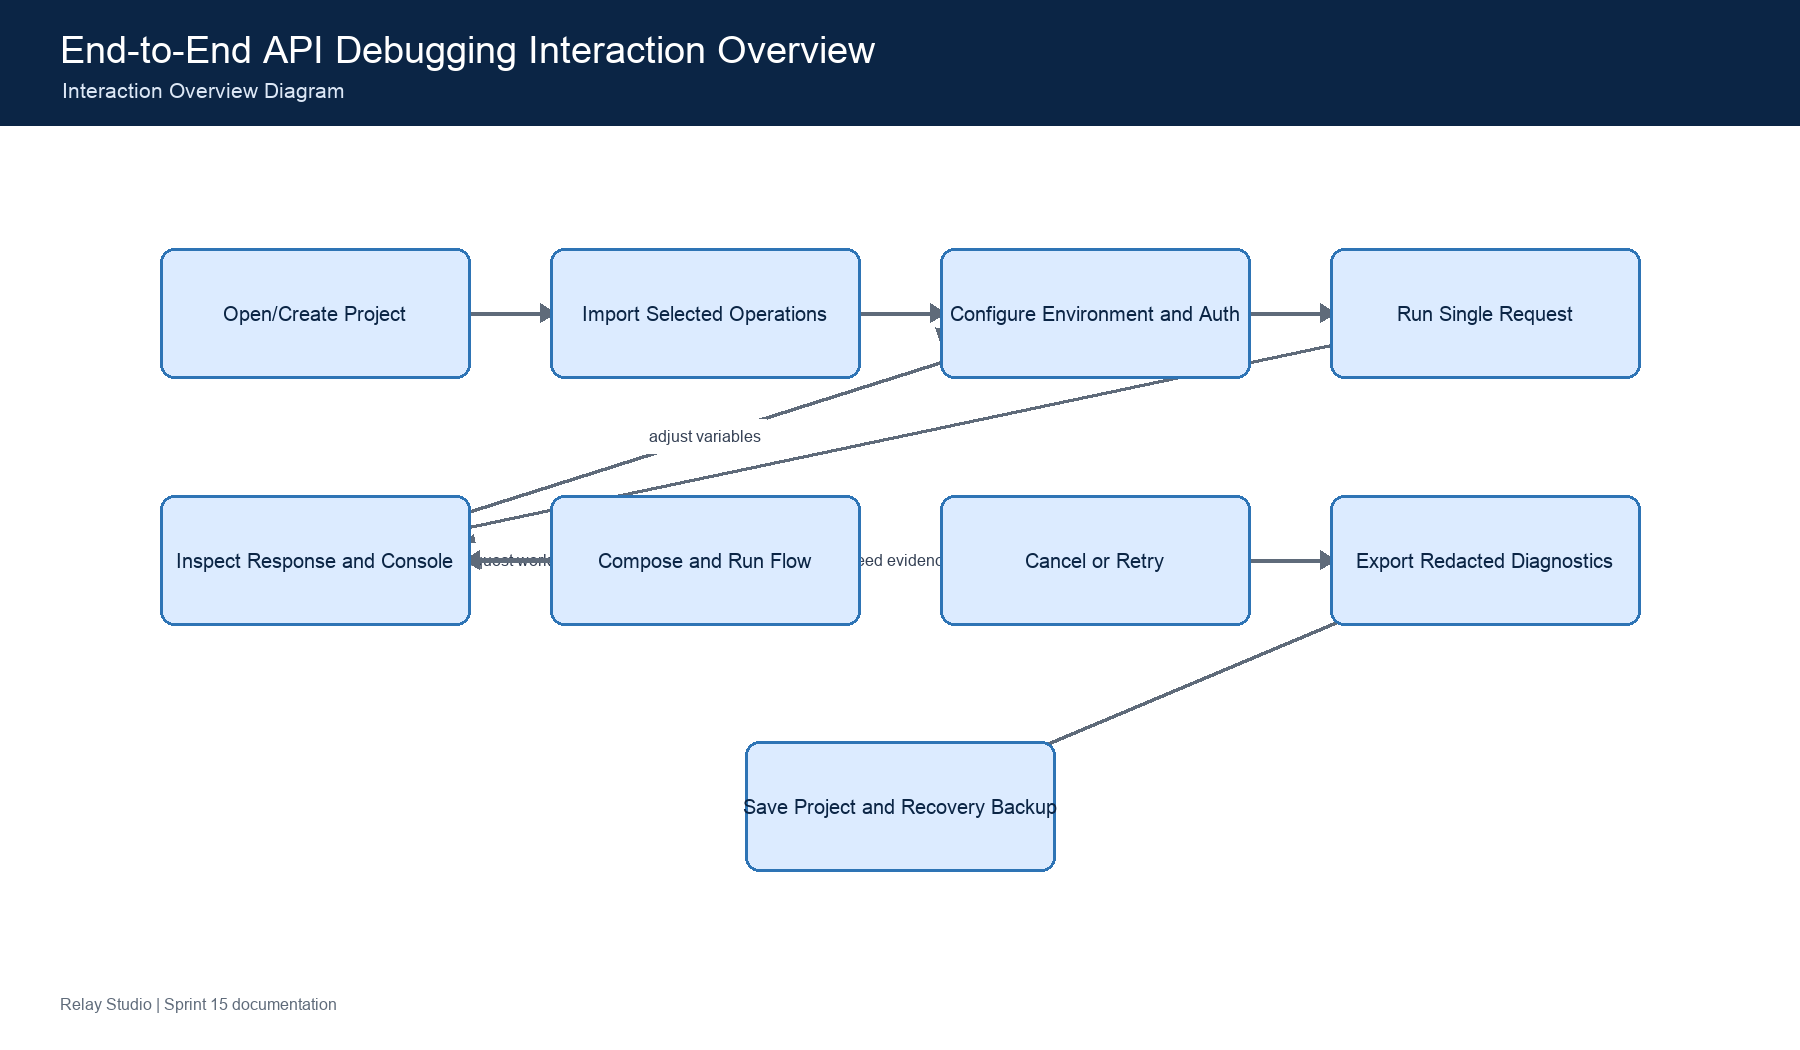 End-to-End API Debugging Interaction Overview
Interaction Overview Diagram
Open/Create Project
Import Selected Operations
Configure Environment and Auth
Run Single Request
adjust variables
Inspect Response and Console
Compose and Run Flow
Cancel or Retry
Export Redacted Diagnostics
Save Project and Recovery Backup
Relay Studio | Sprint 15 documentation